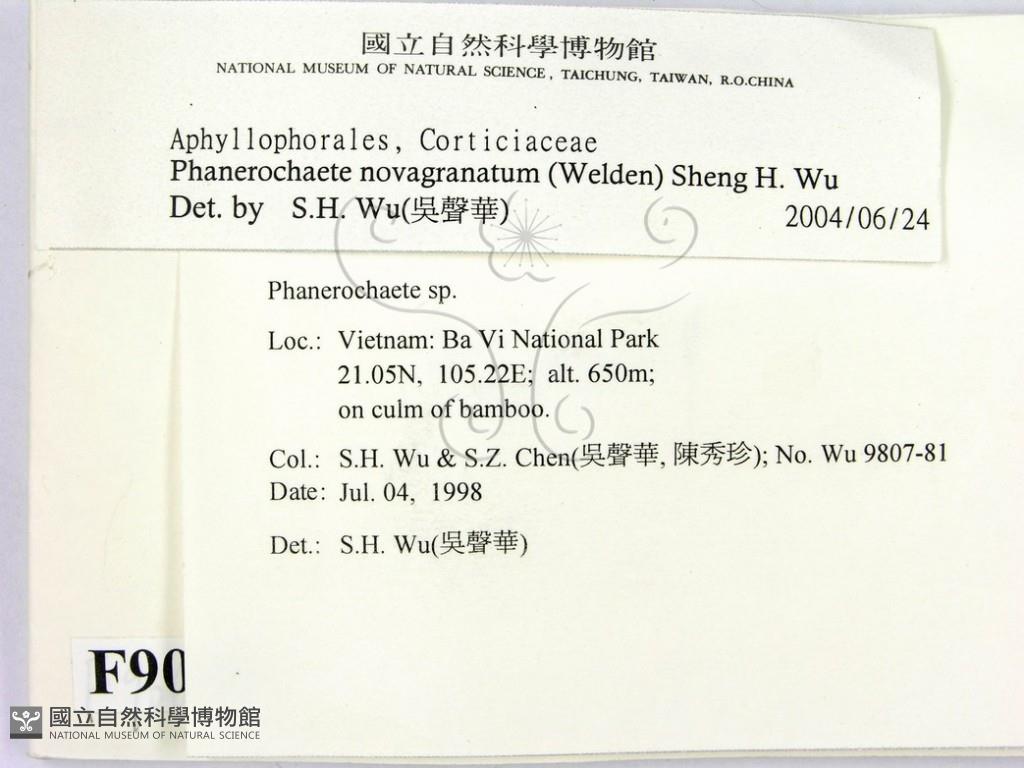 國立自然科學博物館
NATIONAL MUSEUM OF NATURAL SCIENCE, TAICHUNG, TAIWAN, R.O.CHINA
Aphyllophorales, Corticiaceae
Phanerochaete novagranatum (Welden) Sheng H. Wu
Det. by S.H. Wu(吳聲華) 2004/06/24
Phanerochaete sp.
Loc.: Vietnam: Ba Vi National Park
21.05N, 105.22E; alt. 650m;
on culm of bamboo.
Col.: S.H. Wu & S.Z. Chen(吳聲華, 陳秀珍); No. Wu 9807-81
Date: Jul. 04, 1998
Det.: S.H. Wu(吳聲華)
F90
國立自然科學博物館
NATIONAL MUSEUM OF NATURAL SCIENCE